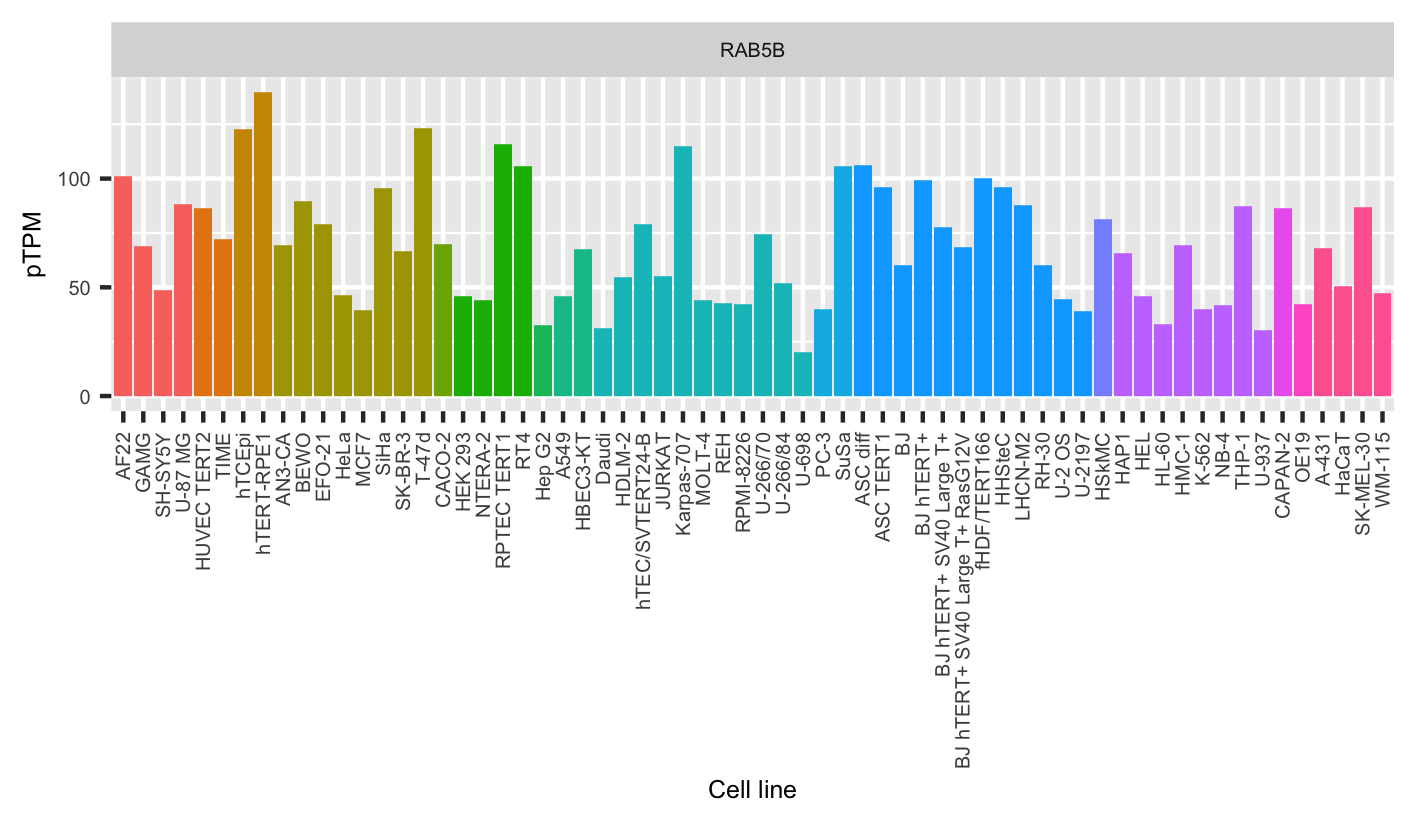 RAB5B
pTPM
100
50
0
AF22
GAMG
SH-SY5Y
U-87 MG
HUVEC TERT2
TIME
hTCEpi
hTERT-RPE1
AN3-CA
BEWO
EFO-21
HeLa
MCF7
SiHa
SK-BR-3
T-47d
CACO-2
HEK 293
NTERA-2
RPTEC TERT1
RT4
Hep G2
A549
HBEC3-KT
Daudi
HDLM-2
hTEC/SVTERT24-B
JURKAT
Karpas-707
MOLT-4
REH
RPMI-8226
U-266/70
U-266/84
U-698
PC-3
SuSa
ASC diff
ASC TERT1
BJ
BJ hTERT+
BJ hTERT+ SV40 Large T+
BJ hTERT+ SV40 Large T+ RasG12V
fHDF/TERT166
HHSteC
LHCN-M2
RH-30
U-2 OS
U-2197
HSkMC
HAP1
HEL
HL-60
HMC-1
K-562
NB-4
THP-1
U-937
CAPAN-2
OE19
A-431
HaCaT
SK-MEL-30
WM-115
Cell line